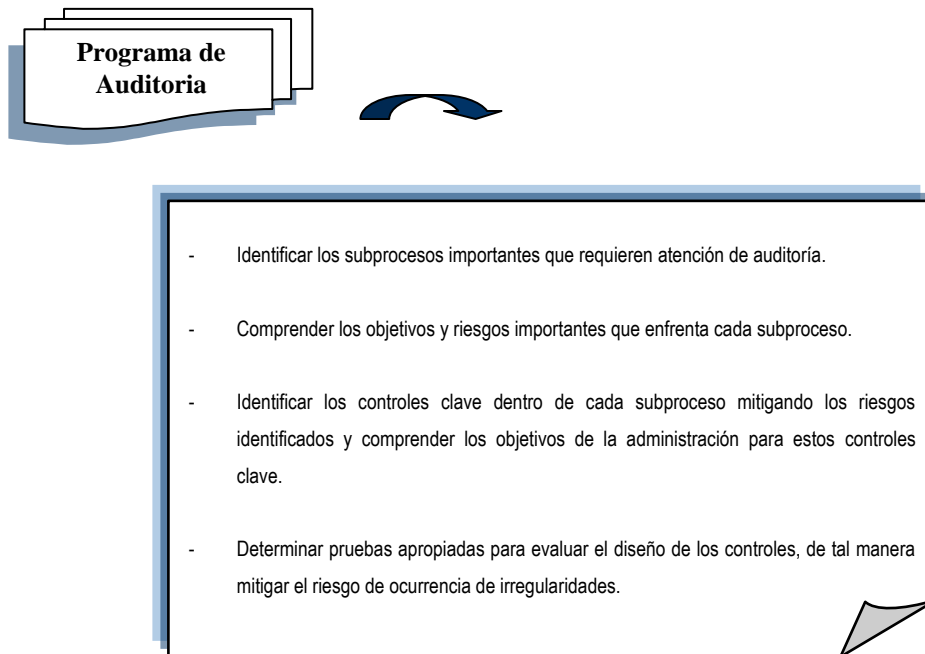 Programa de
Auditoria
- Identificar los subprocesos importantes que requieren atención de auditoría.
- Comprender los objetivos y riesgos importantes que enfrenta cada subproceso.
- Identificar los controles clave dentro de cada subproceso mitigando los riesgos
identificados y comprender los objetivos de la administración para estos controles
clave.
- Determinar pruebas apropiadas para evaluar el diseño de los controles, de tal manera
mitigar el riesgo de ocurrencia de irregularidades.